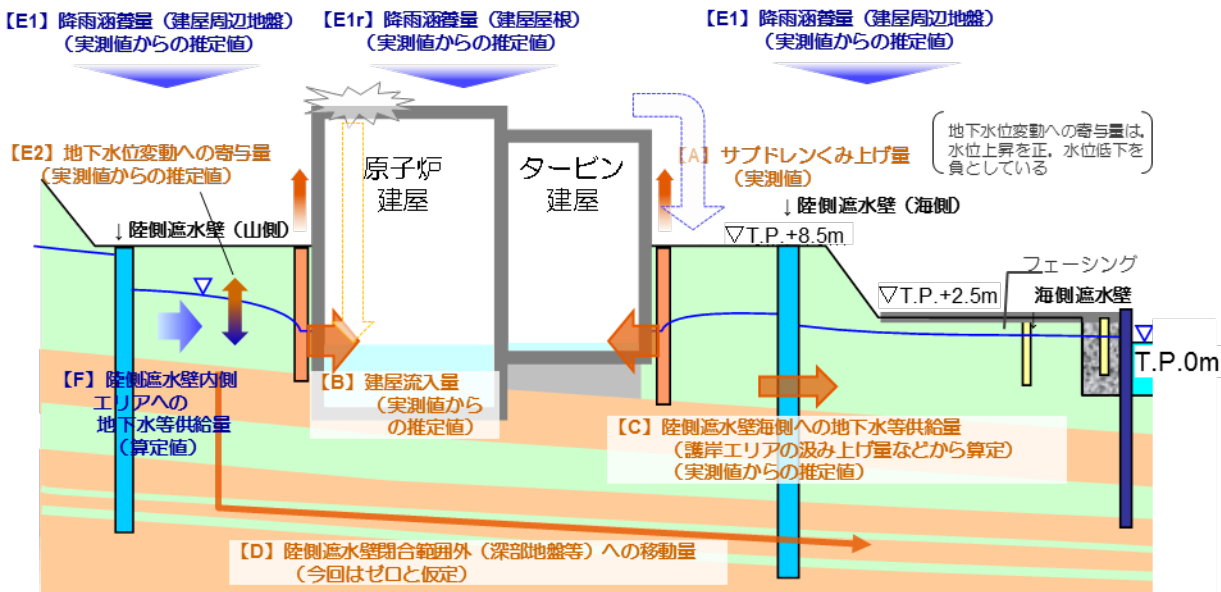 【E1】降雨涵養量（建屋周辺地盤）
（実測値からの推定値）
【E1r】降雨涵養量（建屋屋根）
（実測値からの推定値）
【E1】降雨涵養量（建屋周辺地盤）
（実測値からの推定値）
【E2】地下水位変動への寄与量
（実測値からの推定値）
原子炉
建屋
タービン
建屋
【A】サブドレンくみ上げ量
（実測値）
地下水位変動への寄与量は，
水位上昇を正，水位低下を
負としている
↓陸側遮水壁（山側）
↓陸側遮水壁（海側）
▽T.P.+8.5m
フェーシング
▽T.P.+2.5m
海側遮水壁
T.P.0m
【F】陸側遮水壁内側
エリアへの
地下水等供給量
（算定値）
【B】建屋流入量
（実測値から
の推定値）
【C】陸側遮水壁海側への地下水等供給量
（護岸エリアの汲み上げ量などから算定）
（実測値からの推定値）
【D】陸側遮水壁閉合範囲外（深部地盤等）への移動量
（今回はゼロと仮定）